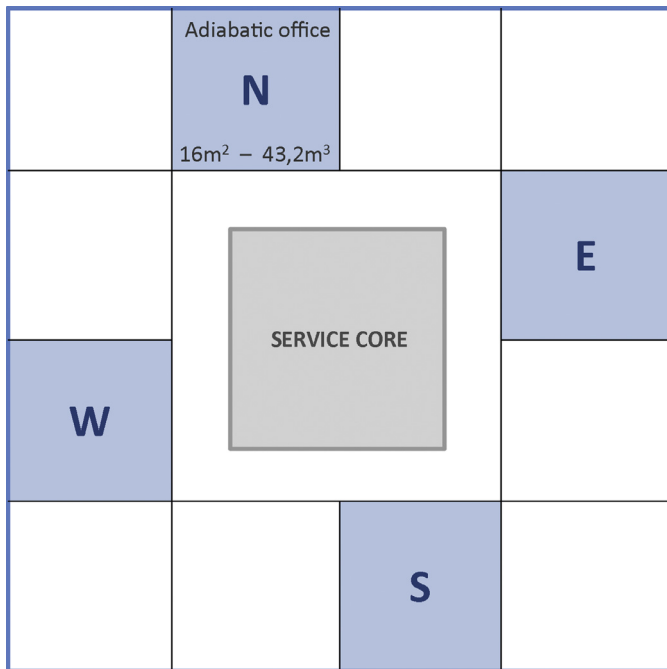 Adiabatic office
N
16m² – 43,2m³
E
SERVICE CORE
W
S